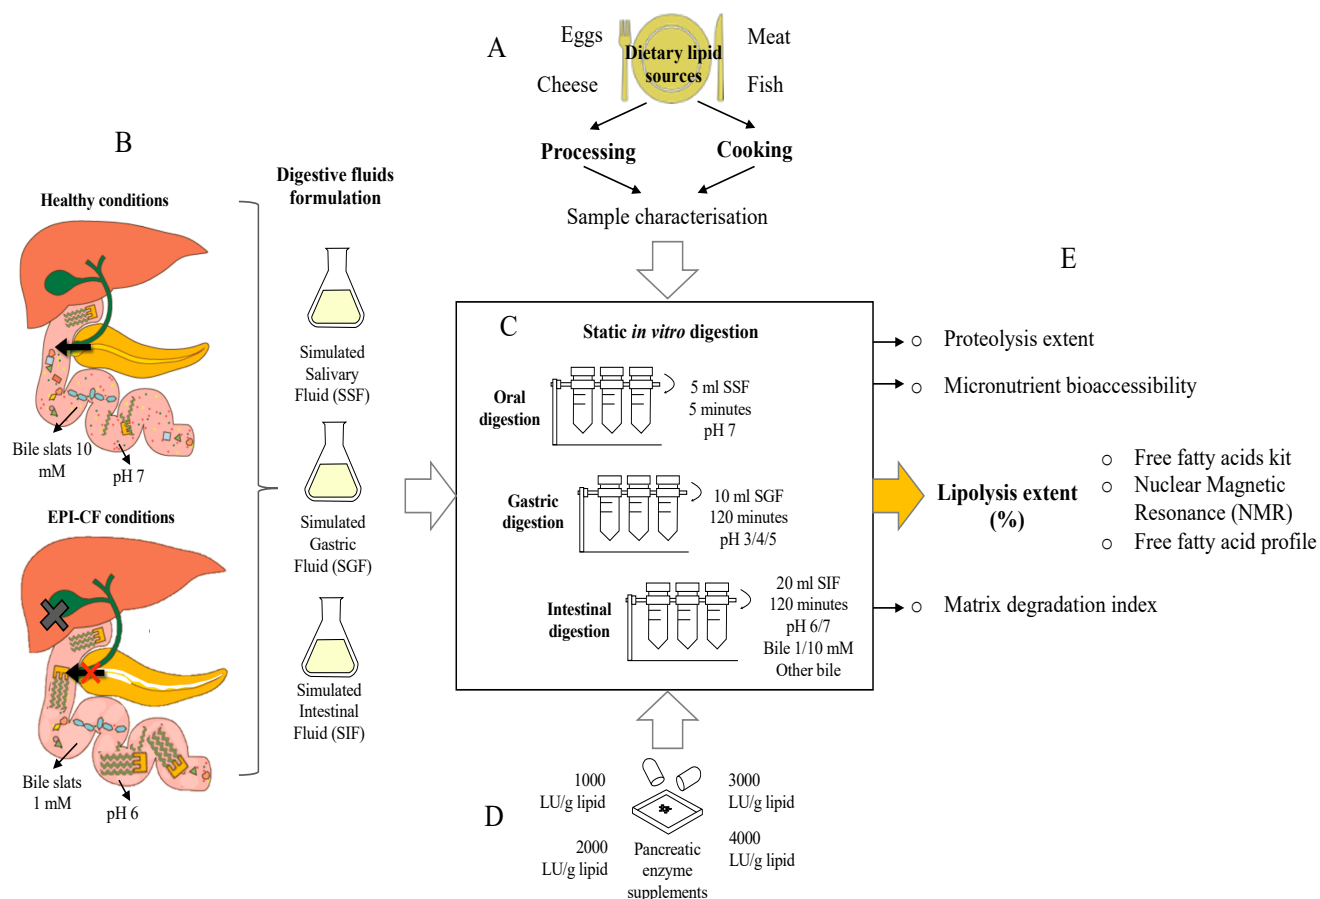 A
Eggs
Cheese
Dietary lipid
sources
Meat
Fish
Processing
Cooking
Sample characterisation
B
Healthy conditions
Bile slats 10
mM
pH 7
EPI-CF conditions
Bile slats
1 mM
pH 6
Digestive fluids
formulation
Simulated
Salivary
Fluid (SSF)
Simulated
Gastric
Fluid (SGF)
Simulated
Intestinal
Fluid (SIF)
C
Static in vitro digestion
Oral
digestion
5 ml SSF
5 minutes
pH 7
Gastric
digestion
10 ml SGF
120 minutes
pH 3/4/5
Intestinal
digestion
20 ml SIF
120 minutes
pH 6/7
Bile 1/10 mM
Other bile
D
1000
LU/g lipid
2000
LU/g lipid
Pancreatic
enzyme
supplements
3000
LU/g lipid
4000
LU/g lipid
E
Proteolysis extent
Micronutrient bioaccessibility
Lipolysis extent
(%)
Free fatty acids kit
Nuclear Magnetic
Resonance (NMR)
Free fatty acid profile
Matrix degradation index